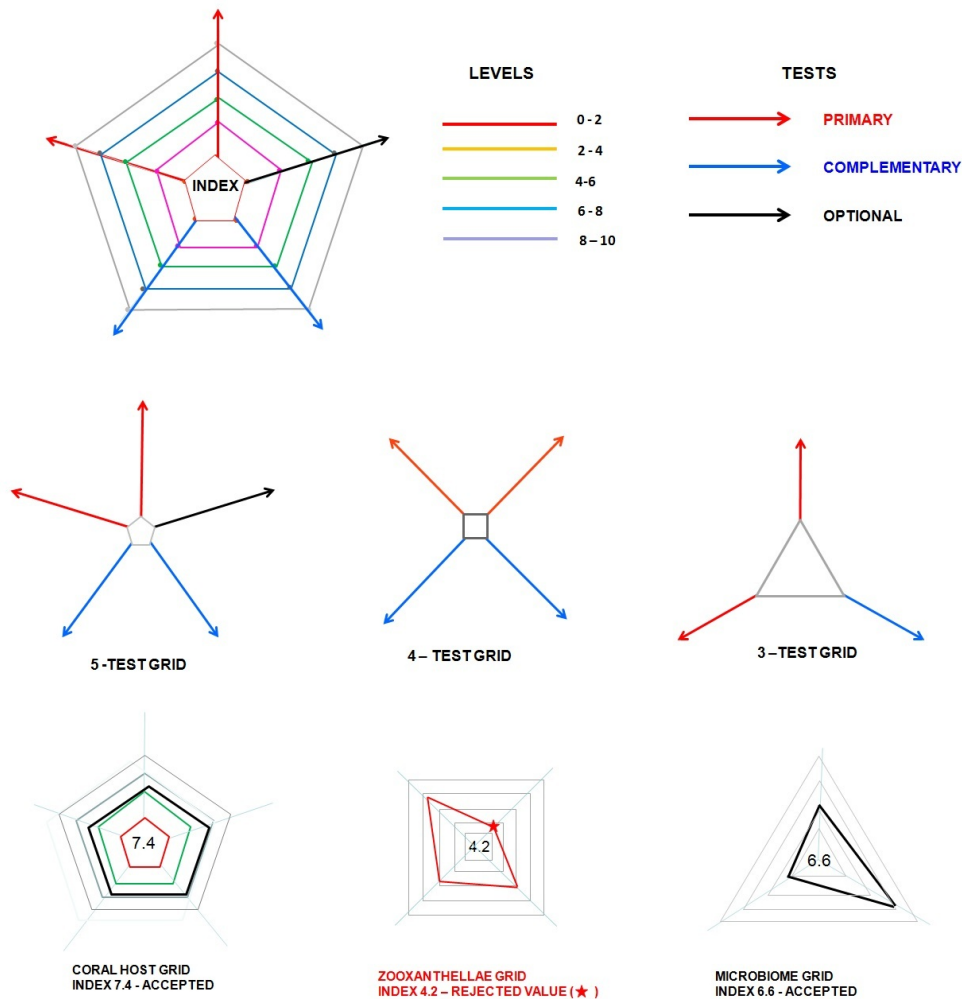 LEVELS
TESTS
0 - 2
PRIMARY
2 - 4
COMPLEMENTARY
4-6
6 - 8
OPTIONAL
8 – 10
INDEX
5 -TEST GRID
4 – TEST GRID
3 –TEST GRID
7.4
4.2
6.6
CORAL HOST GRID
INDEX 7.4 - ACCEPTED
ZOOXANTHELLAE GRID
INDEX 4.2 – REJECTED VALUE (★ )
MICROBIOME GRID
INDEX 6.6 - ACCEPTED